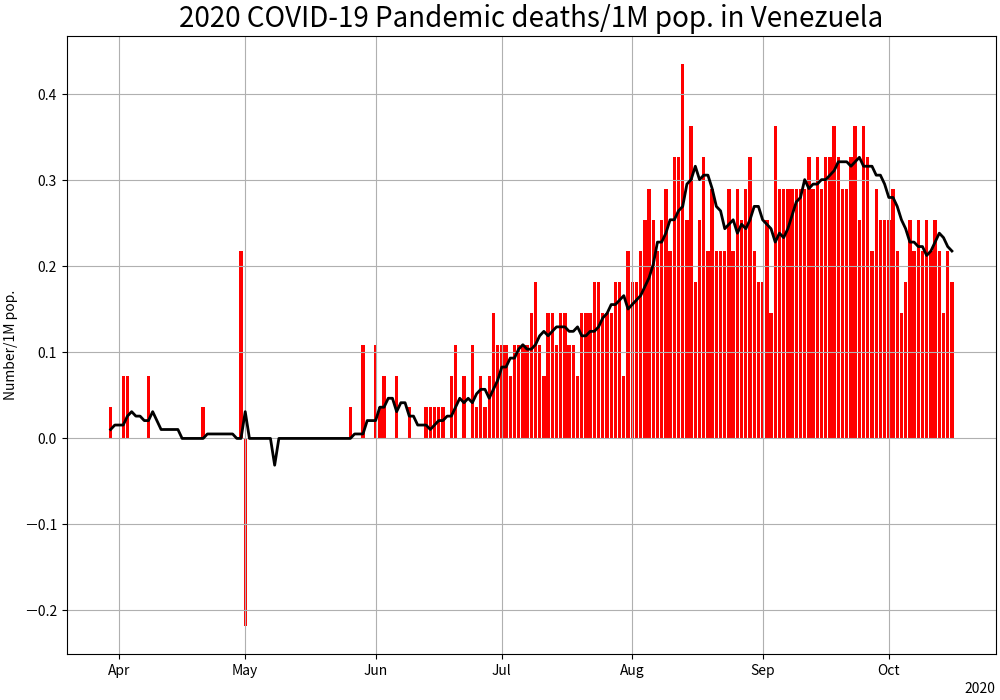 2020 COVID-19 Pandemic deaths/1M pop. in Venezuela
Number/1M pop.
0.4
0.3
0.2
0.1
0.0
−0.1
−0.2
Apr May Jun Jul Aug Sep Oct
2020